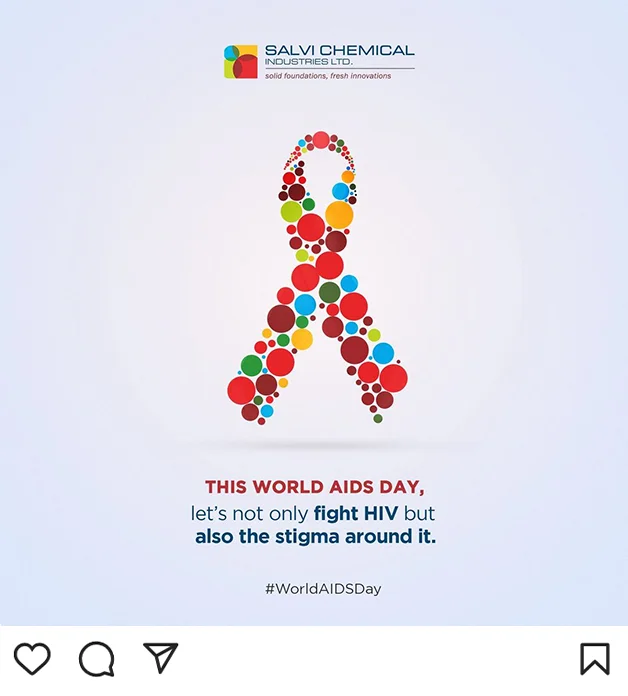 SALVI CHEMICAL
INDUSTRIES LTD.
solid foundations, fresh innovations
THIS WORLD AIDS DAY,
let's not only fight HIV but
also the stigma around it.
#WorldAIDSDay